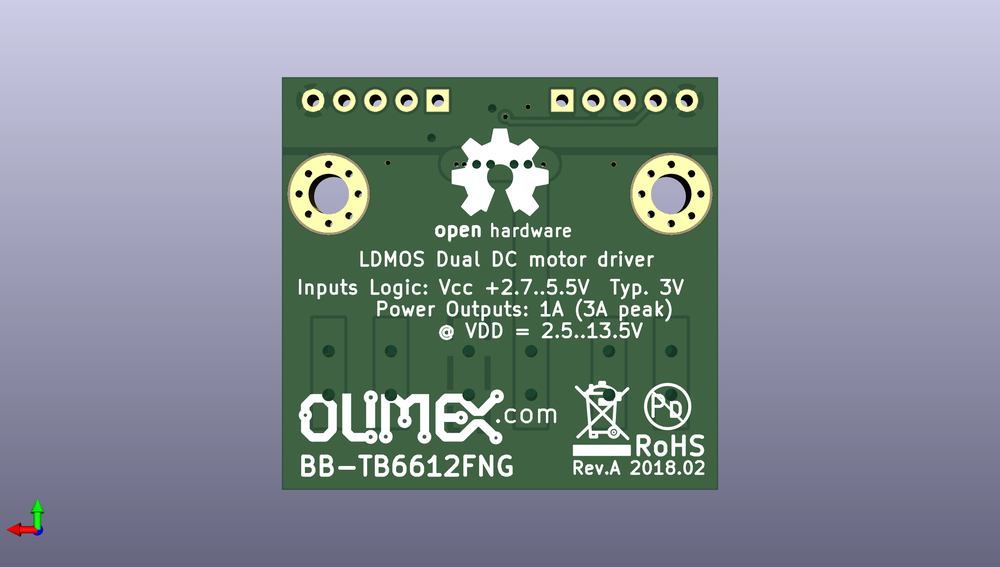 open hardware
LDMOS Dual DC motor driver
Inputs Logic: Vcc +2.7..5.5V Typ. 3V
Power Outputs: 1A (3A peak)
@ VDD = 2.5..13.5V
OLIMEX.com
Pb
RoHS
BB-TB6612FNG
Rev.A 2018.02